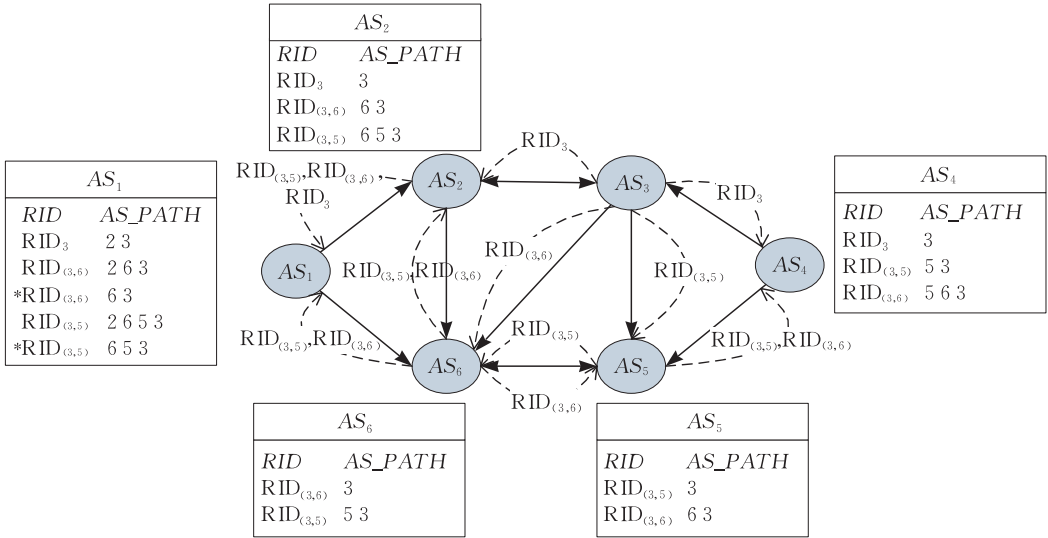 AS₂
RID AS_PATH
RID₃ 3
RID₍₃,₆₎ 6 3
RID₍₃,₅₎ 6 5 3
AS₁
RID AS_PATH
RID₃ 2 3
RID₍₃,₆₎ 2 6 3
*RID₍₃,₆₎ 6 3
RID₍₃,₅₎ 2 6 5 3
*RID₍₃,₅₎ 6 5 3
RID₍₃,₅₎,RID₍₃,₆₎,
RID₃
AS₂
RID₃
AS₃
RID₃
AS₁
RID₍₃,₅₎,RID₍₃,₆₎
RID₍₃,₆₎
RID₍₃,₅₎
AS₄
RID₍₃,₅₎,RID₍₃,₆₎
AS₆
RID₍₃,₅₎
RID₍₃,₆₎
AS₅
RID₍₃,₅₎,RID₍₃,₆₎
AS₄
RID AS_PATH
RID₃ 3
RID₍₃,₅₎ 5 3
RID₍₃,₆₎ 5 6 3
AS₆
RID AS_PATH
RID₍₃,₆₎ 3
RID₍₃,₅₎ 5 3
AS₅
RID AS_PATH
RID₍₃,₅₎ 3
RID₍₃,₆₎ 6 3